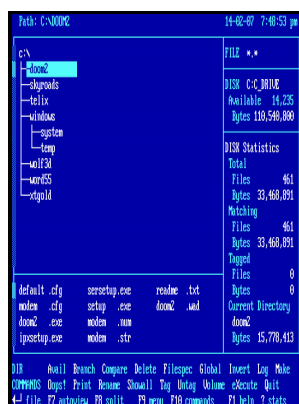 Path: C:\DOOM2
14-02-07 7:48:53 pm
c:\
doom2
skyroads
telix
windows
system
temp
wolf3d
word55
xtgold
FILE *.*
DISK C:C_DRIVE
Available 14,235
Bytes 110,540,800
DISK Statistics
Total
Files 461
Bytes 33,468,891
Matching
Files 461
Bytes 33,468,891
Tagged
Files 0
Bytes 0
Current Directory
doom2
Bytes 15,778,413
default .cfg sersetup.exe readme .txt
modem .cfg setup .exe doom2 .wad
doom2 .exe modem .num
ipxsetup.exe modem .str
DIR Avail Branch Compare Delete Filespec Global Invert Log Make
COMMANDS Oops! Print Rename Showall Tag Untag Volume eXecute Quit
file F7 autoview F8 split F9 menu F10 commands F1 help ? stats